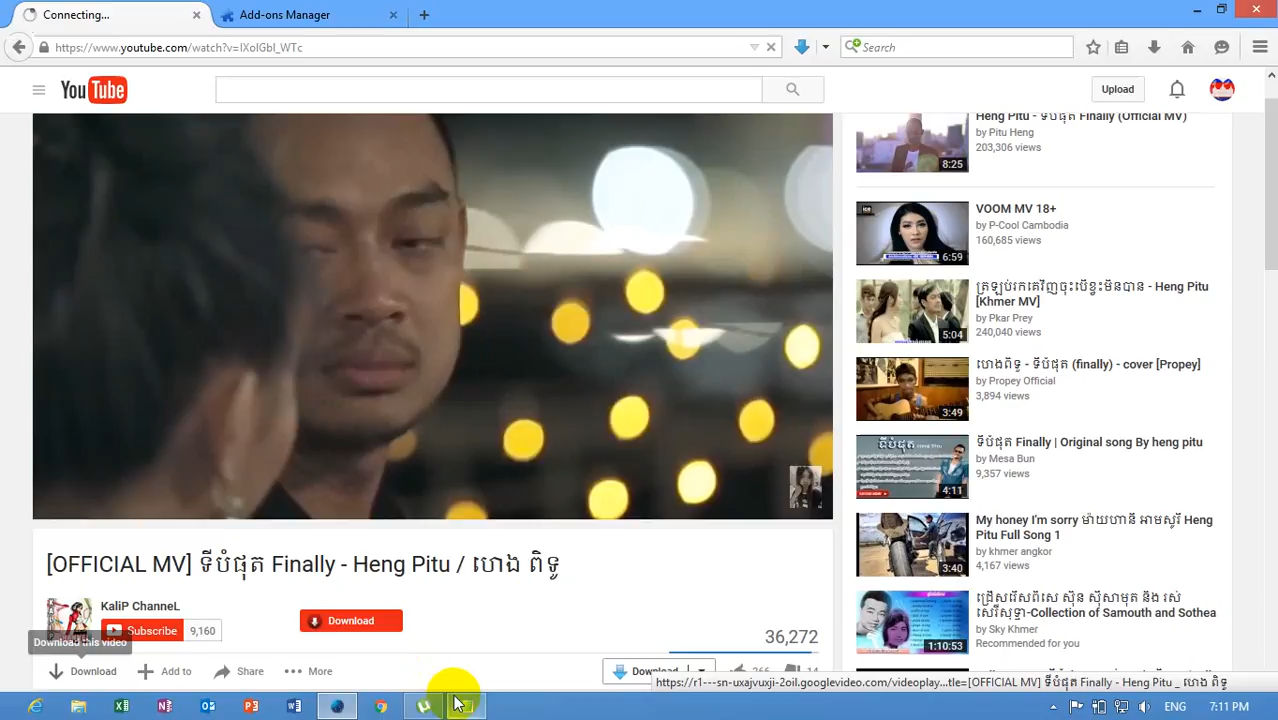 Connecting...
Add-ons Manager
https://www.youtube.com/watch?v=IXolGbl_WTc
Search
YouTube
Upload
Heng Pitu - ទីបំផុត Finally (Official MV)
by Pitu Heng
203,306 views
8:25
VOOM MV 18+
by P-Cool Cambodia
160,685 views
6:59
ត្រឡប់រកគេវិញចុះបើខ្វះមិនបាន - Heng Pitu
[Khmer MV]
by Pkar Prey
240,040 views
5:04
ហេងពិទូ - ទីបំផុត (finally) - cover [Propey]
by Propey Official
3,894 views
3:49
ទីបំផុត Finally | Original song By heng pitu
by Mesa Bun
9,357 views
4:11
My honey I'm sorry ម៉ាយហានី អាមសូរី Heng
Pitu Full Song 1
by khmer angkor
4,167 views
3:40
ជ្រើសរើសពិសេស ស៊ីន ស៊ីសាមុត និង រស់
សេរីសុទ្ធា-Collection of Samouth and Sothea
by Sky Khmer
Recommended for you
1:10:53
[OFFICIAL MV] ទីបំផុត Finally - Heng Pitu / ហេង ពិទូ
KaliP ChanneL
Subscribe 9,160
Download
Download this video
36,272
Download Add to Share More
Download
266 14
https://r1---sn-uxajvuxji-2oil.googlevideo.com/videoplay...tle=[OFFICIAL MV] ទីបំផុត Finally - Heng Pitu _ ហេង ពិទូ
ENG 7:11 PM